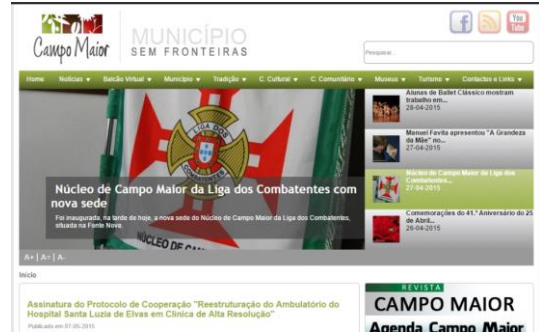 Campo Maior
MUNICÍPIO
SEM FRONTEIRAS
You
Tube
Pesquisar...
Home
Notícias
Balcão Virtual
Município
Tradição
C. Cultural
C. Comunitário
Museus
Turismo
Contactos e Links
LIGA DOS
COMBATENTES
NÚCLEO DE CAMPO
Núcleo de Campo Maior da Liga dos Combatentes com
nova sede
Foi inaugurada, na tarde de hoje, a nova sede do Núcleo de Campo Maior da Liga dos Combatentes,
situada na Fonte Nova.
Alunas de Ballet Clássico mostram
trabalho em...
28-04-2015
Manuel Favita apresentou "A Grandeza
da Mãe" no...
27-04-2015
Núcleo de Campo Maior da Liga dos
Combatentes...
27-04-2015
Comemorações do 41.º Aniversário do 25
de Abril...
26-04-2015
A+ | A= | A-
Início
Assinatura do Protocolo de Cooperação "Reestruturação do Ambulatório do
Hospital Santa Luzia de Elvas em Clínica de Alta Resolução"
Publicado em 07-05-2015
REVISTA
CAMPO MAIOR
Agenda Campo Maior